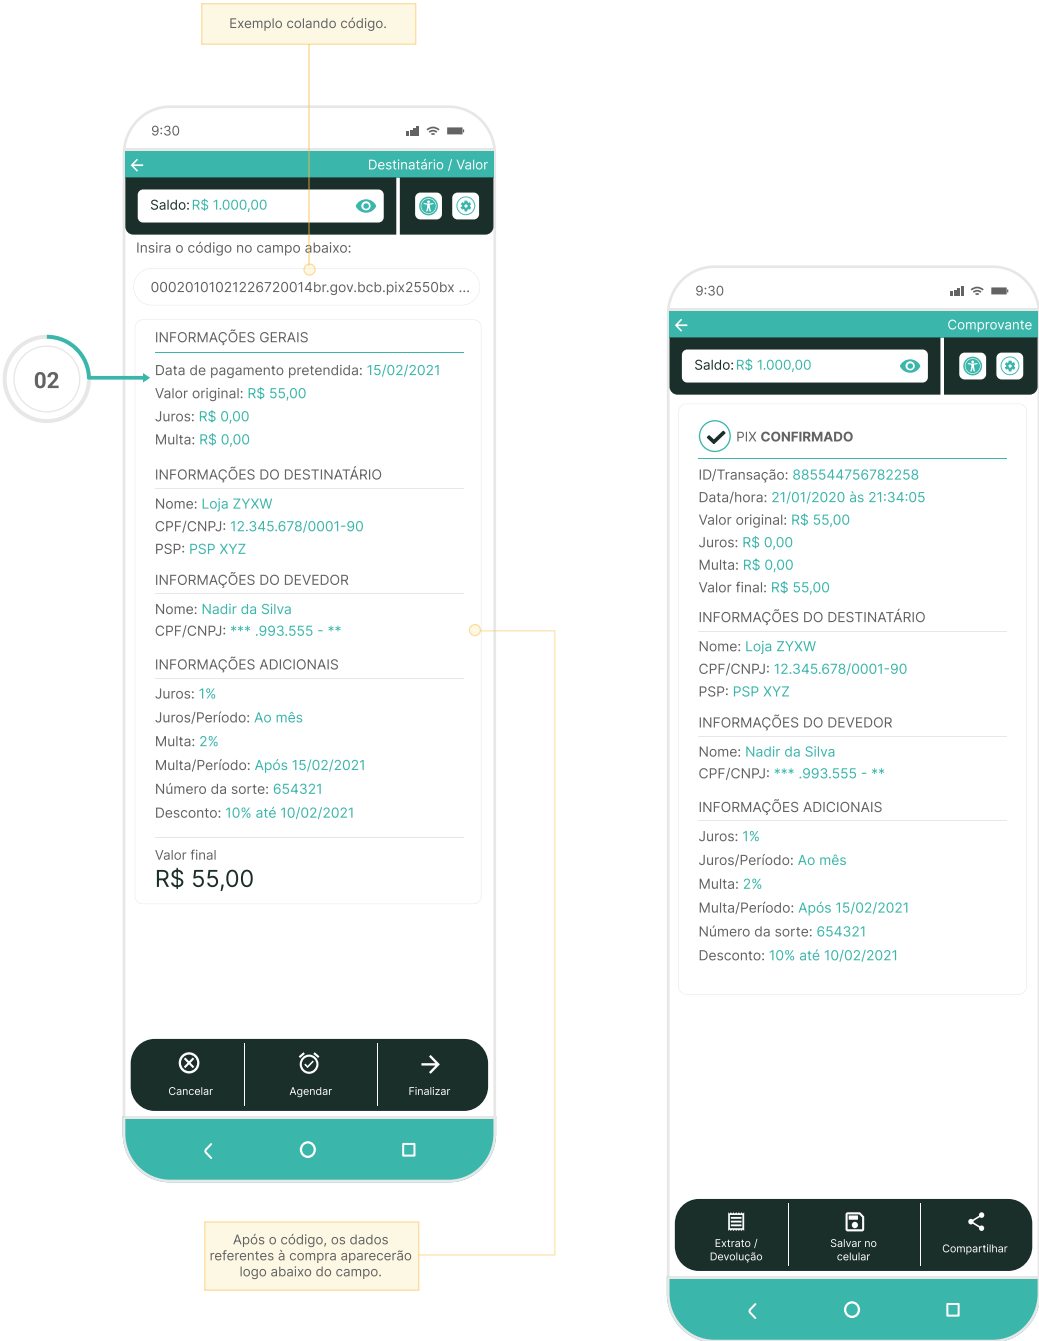 Exemplo colando código.
9:30
Destinatário / Valor
Saldo: R$ 1.000,00
Insira o código no campo abaixo:
00020101021226720014br.gov.bcb.pix2550bx ...
INFORMAÇÕES GERAIS
02
Data de pagamento pretendida: 15/02/2021
Valor original: R$ 55,00
Juros: R$ 0,00
Multa: R$ 0,00
INFORMAÇÕES DO DESTINATÁRIO
Nome: Loja ZYXW
CPF/CNPJ: 12.345.678/0001-90
PSP: PSP XYZ
INFORMAÇÕES DO DEVEDOR
Nome: Nadir da Silva
CPF/CNPJ: *** .993.555 - **
INFORMAÇÕES ADICIONAIS
Juros: 1%
Juros/Período: Ao mês
Multa: 2%
Multa/Período: Após 15/02/2021
Número da sorte: 654321
Desconto: 10% até 10/02/2021
Valor final
R$ 55,00
Cancelar
Agendar
Finalizar
Após o código, os dados
referentes à compra aparecerão
logo abaixo do campo.
9:30
Comprovante
Saldo: R$ 1.000,00
PIX CONFIRMADO
ID/Transação: 885544756782258
Data/hora: 21/01/2020 às 21:34:05
Valor original: R$ 55,00
Juros: R$ 0,00
Multa: R$ 0,00
Valor final: R$ 55,00
INFORMAÇÕES DO DESTINATÁRIO
Nome: Loja ZYXW
CPF/CNPJ: 12.345.678/0001-90
PSP: PSP XYZ
INFORMAÇÕES DO DEVEDOR
Nome: Nadir da Silva
CPF/CNPJ: *** .993.555 - **
INFORMAÇÕES ADICIONAIS
Juros: 1%
Juros/Período: Ao mês
Multa: 2%
Multa/Período: Após 15/02/2021
Número da sorte: 654321
Desconto: 10% até 10/02/2021
Extrato /
Devolução
Salvar no
celular
Compartilhar